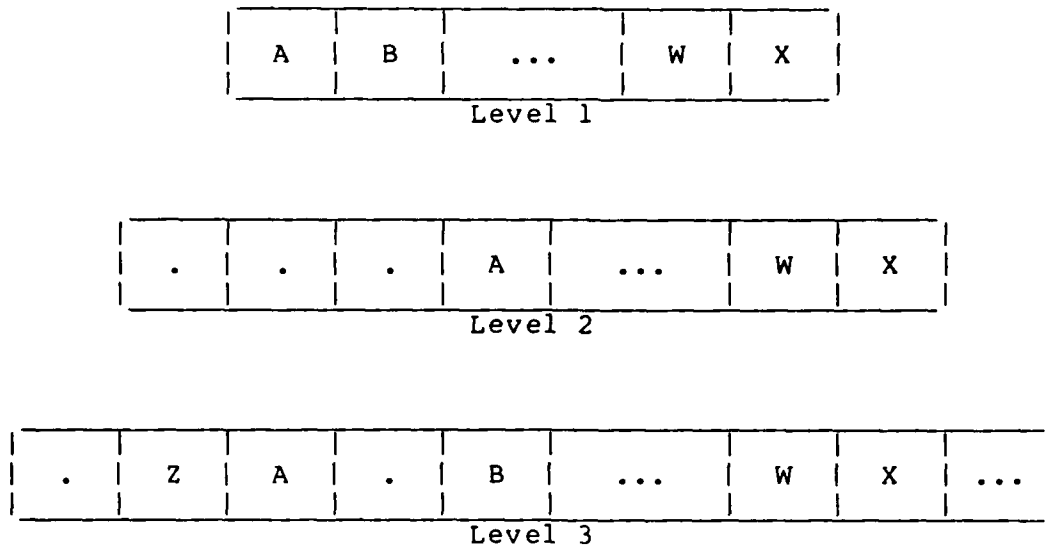 A B ... W X
Level 1
. . . A ... W X
Level 2
. Z A . B ... W X ...
Level 3